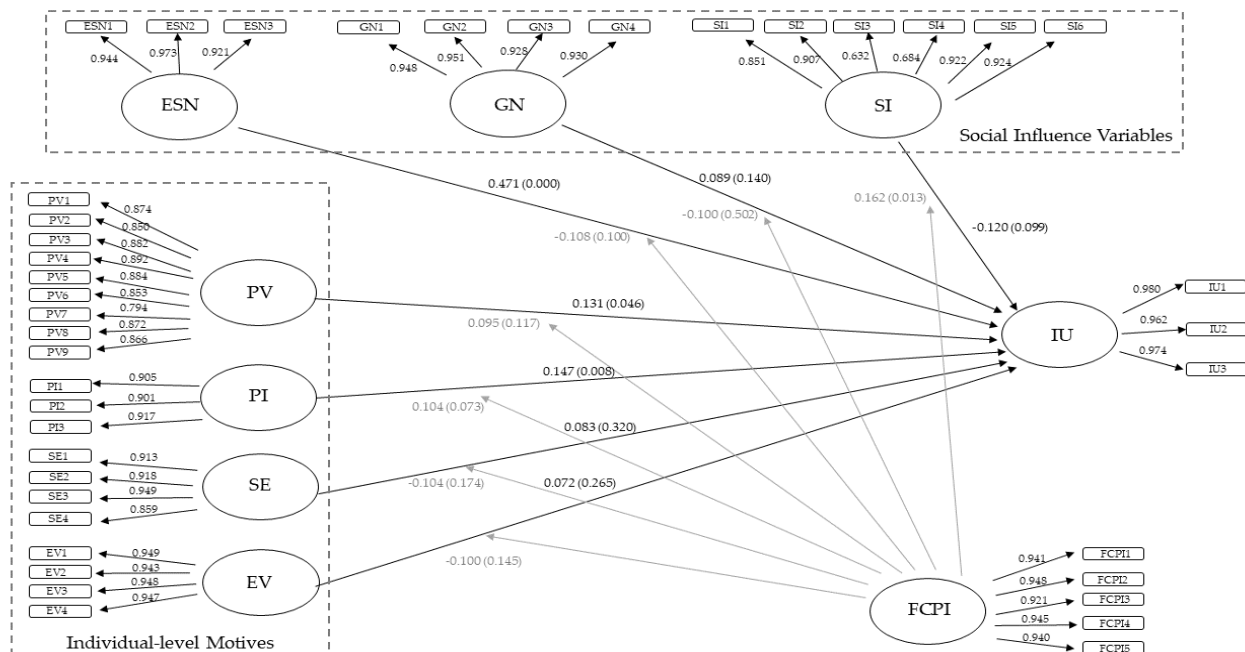 ESN1 ESN2 ESN3 GN1 GN2 GN3 GN4 SI1 SI2 SI3 SI4 SI5 SI6
0.944 0.973 0.921 0.948 0.951 0.928 0.930 0.851 0.907 0.632 0.684 0.922 0.924
ESN GN SI
Social Influence Variables
0.471 (0.000) 0.089 (0.140) 0.162 (0.013)
-0.108 (0.100) -0.100 (0.502) -0.120 (0.099)
PV1 0.874
PV2 0.850
PV3 0.882
PV4 0.892
PV5 0.884
PV6 0.853
PV7 0.794
PV8 0.872
PV9 0.866
PV
0.131 (0.046)
0.095 (0.117)
IU
0.980 IU1
0.962 IU2
0.974 IU3
PI1 0.905
PI2 0.901
PI3 0.917
PI
0.147 (0.008)
0.104 (0.073)
SE1 0.913
SE2 0.918
SE3 0.949
SE4 0.859
SE
0.083 (0.320)
-0.104 (0.174)
EV1 0.949
EV2 0.943
EV3 0.948
EV4 0.947
EV
0.072 (0.265)
-0.100 (0.145)
Individual-level Motives
FCPI
0.941 FCPI1
0.948 FCPI2
0.921 FCPI3
0.945 FCPI4
0.940 FCPI5